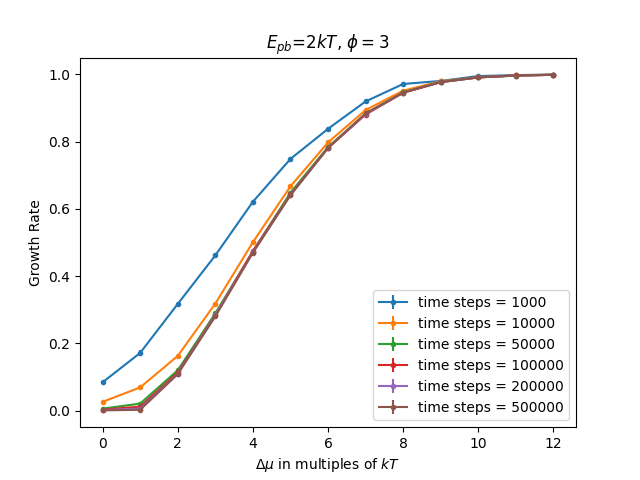 E_pb=2kT, ϕ = 3
Growth Rate
1.0
0.8
0.6
0.4
0.2
0.0
time steps = 1000
time steps = 10000
time steps = 50000
time steps = 100000
time steps = 200000
time steps = 500000
0 2 4 6 8 10 12
Δμ in multiples of kT